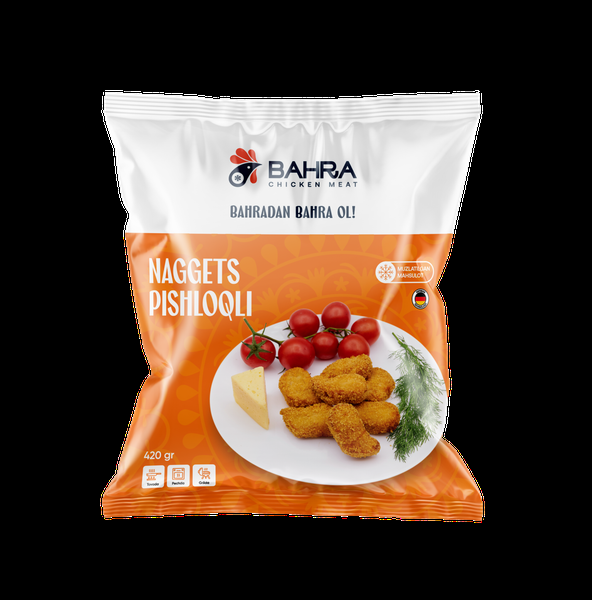 BAHRA
CHICKEN MEAT
BAHRADAN BAHRA OL!
NAGGETS
PISHLOQLI
MUZLATILGAN
MAHSULOT
420 gr